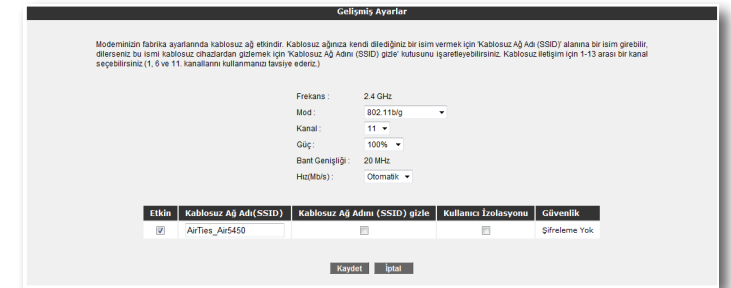 Gelişmiş Ayarlar
Modeminizin fabrika ayarlarında kablosuz ağ etkindir. Kablosuz ağınıza kendi dilediğiniz bir isim vermek için 'Kablosuz Ağ Adı (SSID)' alanına bir isim girebilir,
dilerseniz bu ismi kablosuz cihazlardan gizlemek için 'Kablosuz Ağ Adını (SSID) gizle' kutusunu işaretleyebilirsiniz. Kablosuz iletişim için 1-13 arası bir kanal
seçebilirsiniz (1, 6 ve 11. kanallarını kullanmanızı tavsiye ederiz.)
Frekans : 2.4 GHz
Mod : 802.11b/g
Kanal : 11
Güç : 100%
Bant Genişliği : 20 MHz
Hız(Mb/s) : Otomatik
Etkin Kablosuz Ağ Adı(SSID) Kablosuz Ağ Adını (SSID) gizle Kullanıcı İzolasyonu Güvenlik
AirTies_Air5450 Şifreleme Yok
Kaydet İptal